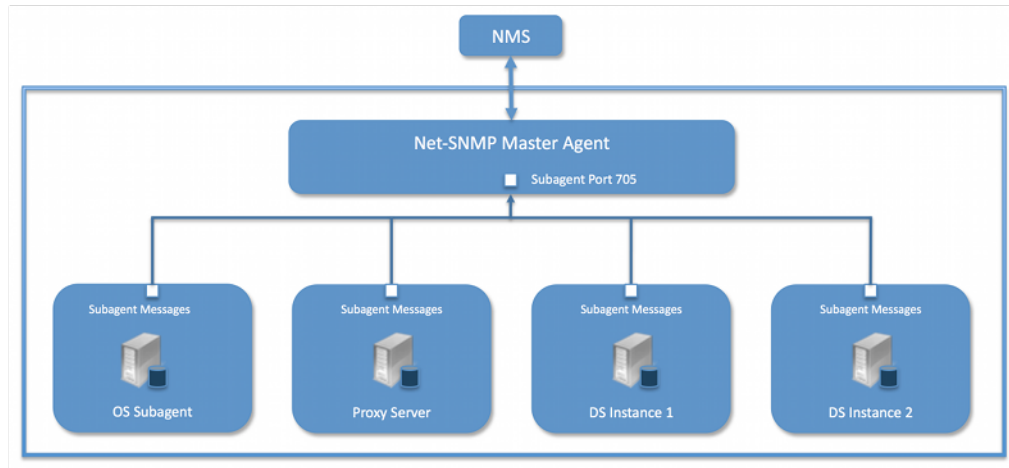 NMS
Net-SNMP Master Agent
Subagent Port 705
Subagent Messages
Subagent Messages
Subagent Messages
Subagent Messages
OS Subagent
Proxy Server
DS Instance 1
DS Instance 2